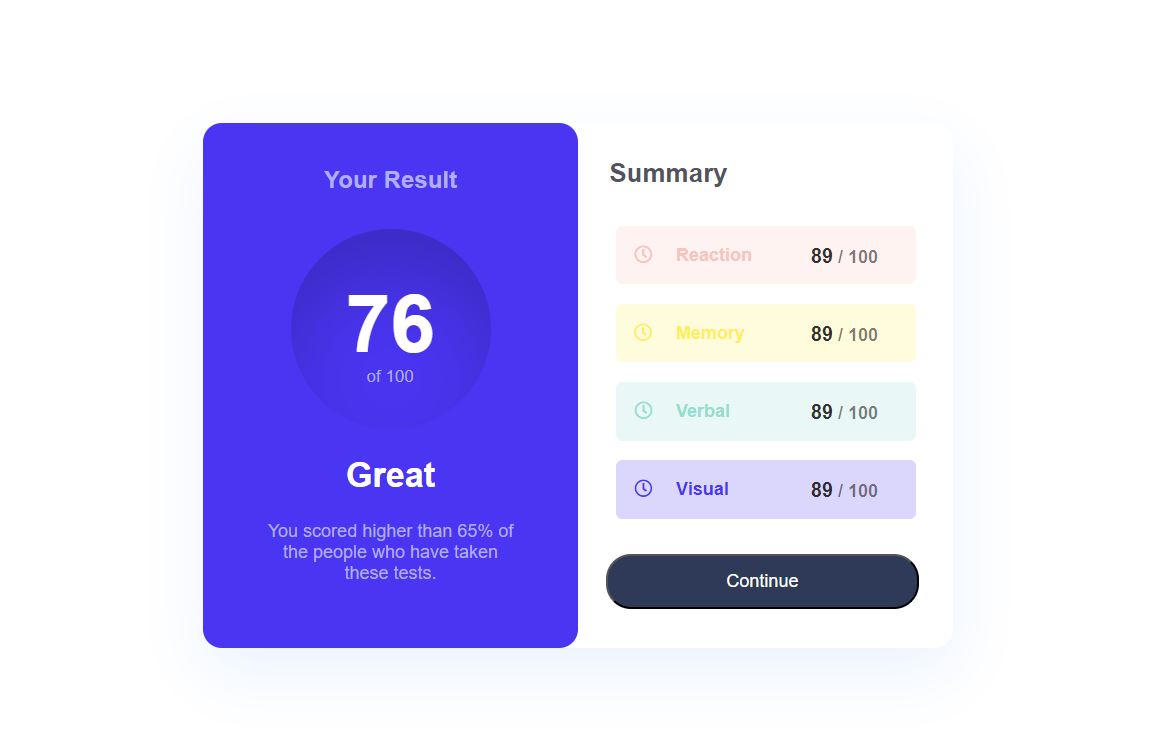 Your Result
76
of 100
Great
You scored higher than 65% of
the people who have taken
these tests.
Summary
Reaction 89 / 100
Memory 89 / 100
Verbal 89 / 100
Visual 89 / 100
Continue